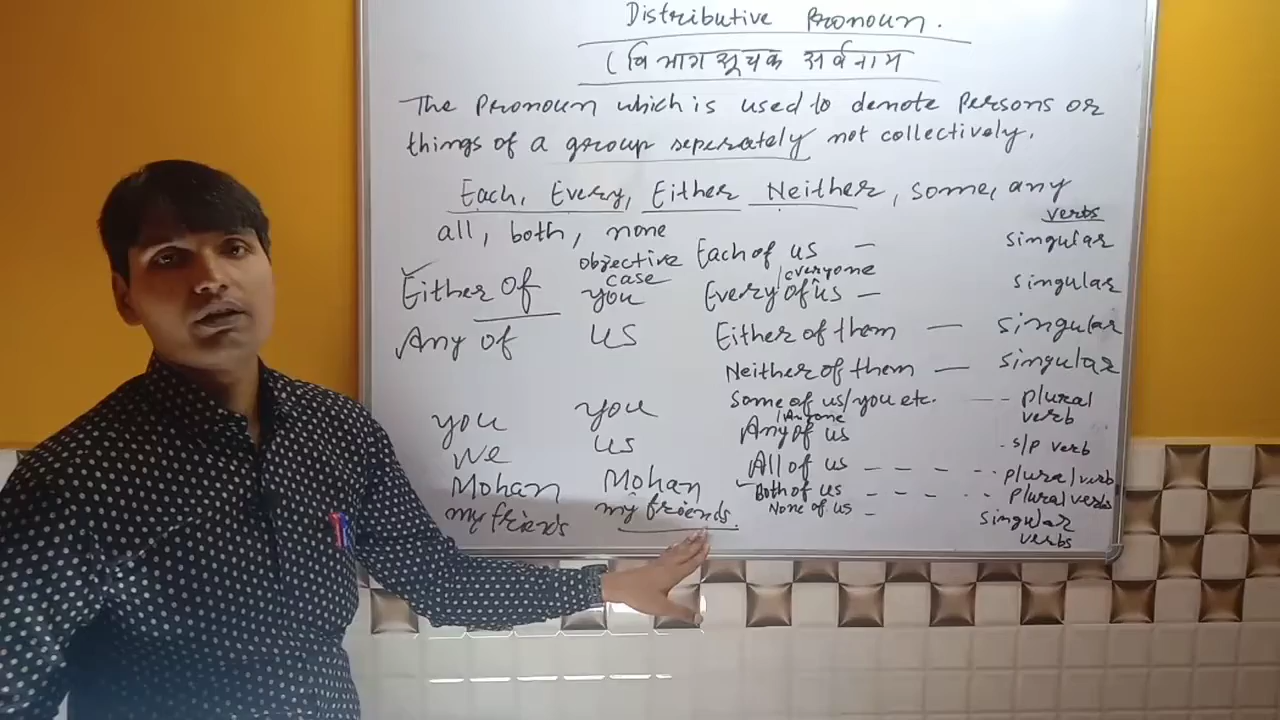 Distributive Pronoun.
( विभागसूचक सर्वनाम
The Pronoun which is used to denote Persons or
things of a group seperately not collectively.
Each, Every, Either Neither, some, any
all, both, none
verbs
Each of us – singular
objective case
/everyone
Either of you
Every of us – singular
Any of us
Either of them — singular
Neither of them — singular
Some of us/you etc. --- plural verb
/Anyone
you you
Any of us - s/p verb
we us
All of us ---- plural verb
Mohan Mohan
Both of us ---- plural verbs
my friends my friends.
None of us – singular verbs